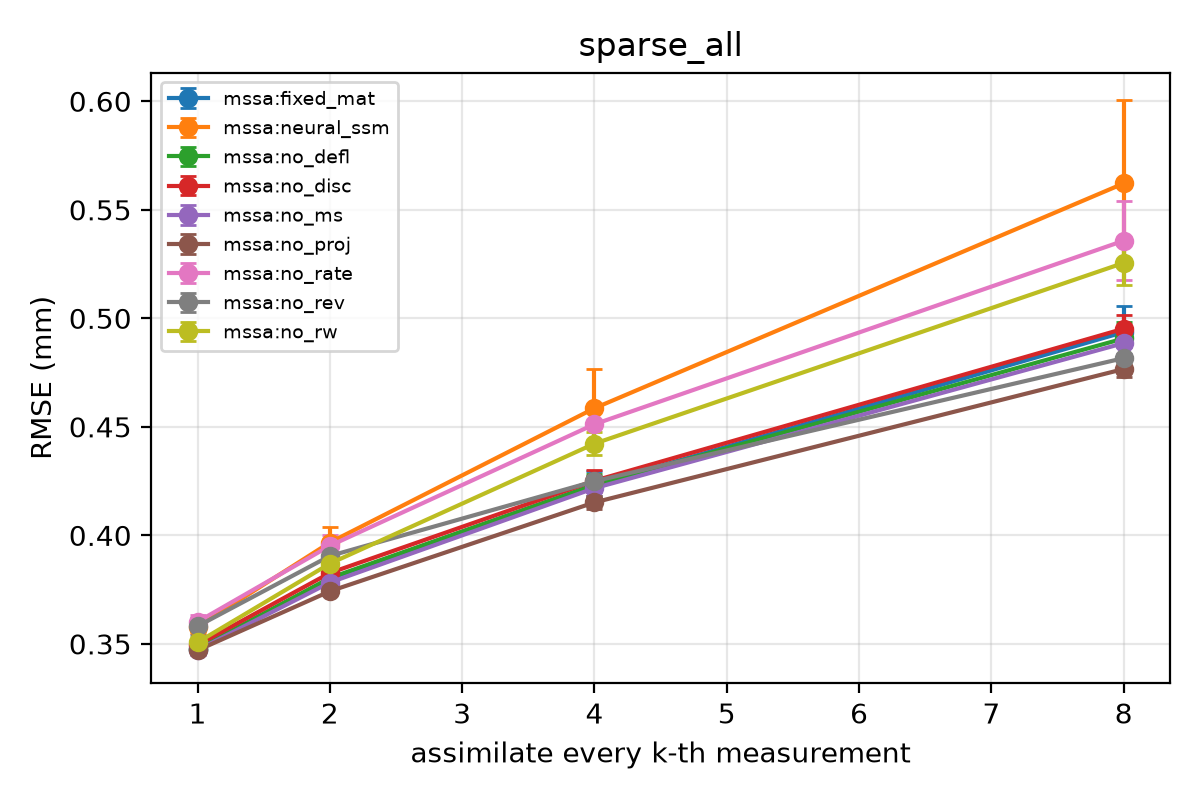 sparse_all
0.60
0.55
0.50
0.45
0.40
0.35
RMSE (mm)
mssa:fixed_mat
mssa:neural_ssm
mssa:no_defl
mssa:no_disc
mssa:no_ms
mssa:no_proj
mssa:no_rate
mssa:no_rev
mssa:no_rw
1 2 3 4 5 6 7 8
assimilate every k-th measurement